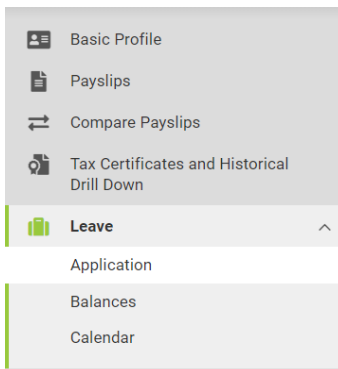 Basic Profile
Payslips
Compare Payslips
Tax Certificates and Historical
Drill Down
Leave
Application
Balances
Calendar